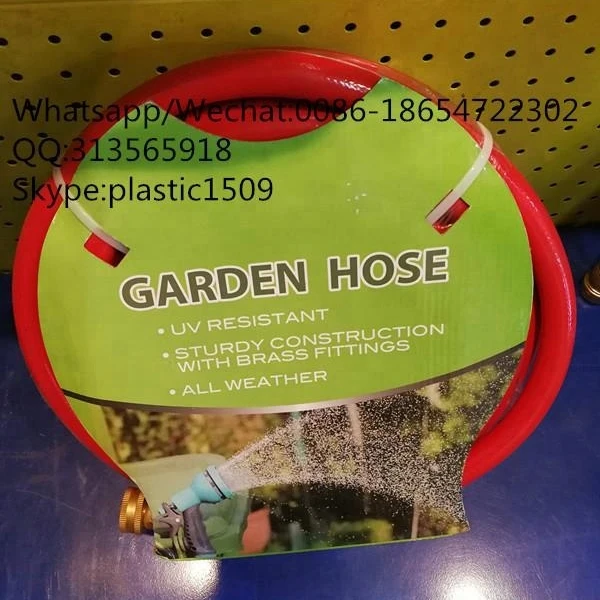 Whatsapp/Wechat:0086-18654722302
QQ:313565918
Skype:plastic1509
GARDEN HOSE
• UV RESISTANT
• STURDY CONSTRUCTION
WITH BRASS FITTINGS
• ALL WEATHER